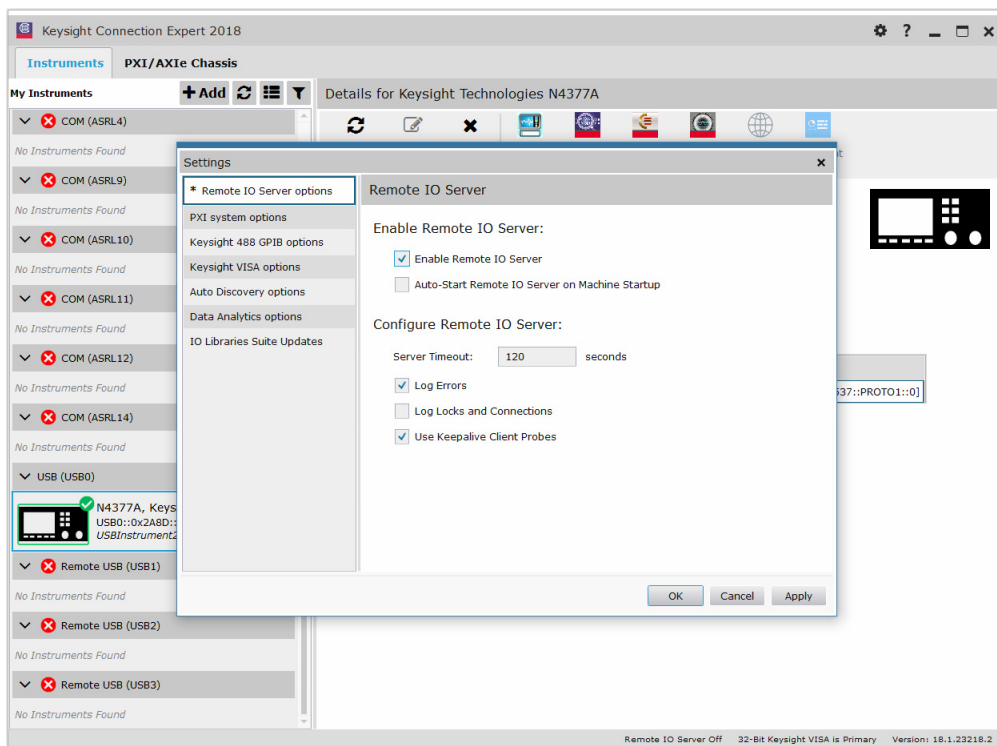 Keysight Connection Expert 2018
Instruments PXI/AXIe Chassis
My Instruments
Add
Details for Keysight Technologies N4377A
COM (ASRL4)
No Instruments Found
COM (ASRL9)
No Instruments Found
COM (ASRL10)
No Instruments Found
COM (ASRL11)
No Instruments Found
COM (ASRL12)
No Instruments Found
COM (ASRL14)
No Instruments Found
USB (USB0)
N4377A, Keys
USB0::0x2A8D::
USBInstrument2
Remote USB (USB1)
No Instruments Found
Remote USB (USB2)
No Instruments Found
Remote USB (USB3)
No Instruments Found
Settings
* Remote IO Server options
PXI system options
Keysight 488 GPIB options
Keysight VISA options
Auto Discovery options
Data Analytics options
IO Libraries Suite Updates
Remote IO Server
Enable Remote IO Server:
Enable Remote IO Server
Auto-Start Remote IO Server on Machine Startup
Configure Remote IO Server:
Server Timeout: 120 seconds
Log Errors
Log Locks and Connections
Use Keepalive Client Probes
OK Cancel Apply
537::PROTO1::0]
Remote IO Server Off 32-Bit Keysight VISA is Primary Version: 18.1.23218.2